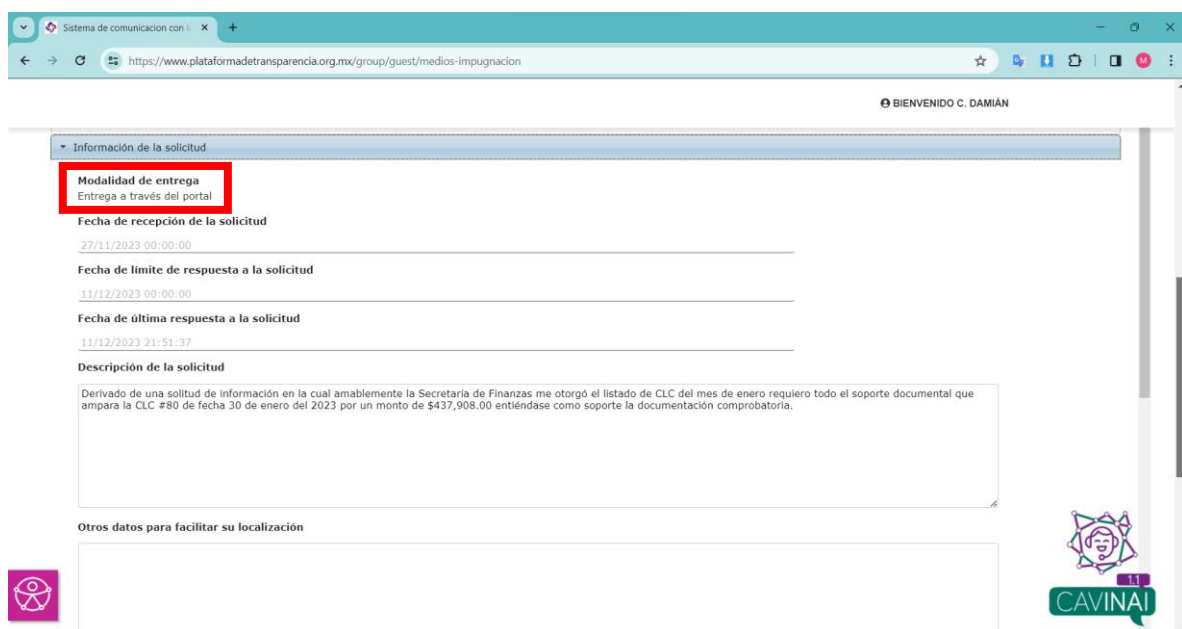 Sistema de comunicacion con l
https://www.plataformadetransparencia.org.mx/group/guest/medios-impugnacion
M
BIENVENIDO C. DAMIÁN
Información de la solicitud
Modalidad de entrega
Entrega a través del portal
Fecha de recepción de la solicitud
27/11/2023 00:00:00
Fecha de límite de respuesta a la solicitud
11/12/2023 00:00:00
Fecha de última respuesta a la solicitud
11/12/2023 21:51:37
Descripción de la solicitud
Derivado de una solitud de información en la cual amablemente la Secretaría de Finanzas me otorgó el listado de CLC del mes de enero requiero todo el soporte documental que
ampara la CLC #80 de fecha 30 de enero del 2023 por un monto de $437,908.00 entiéndase como soporte la documentación comprobatoria.
Otros datos para facilitar su localización
1.1
CAVINAI